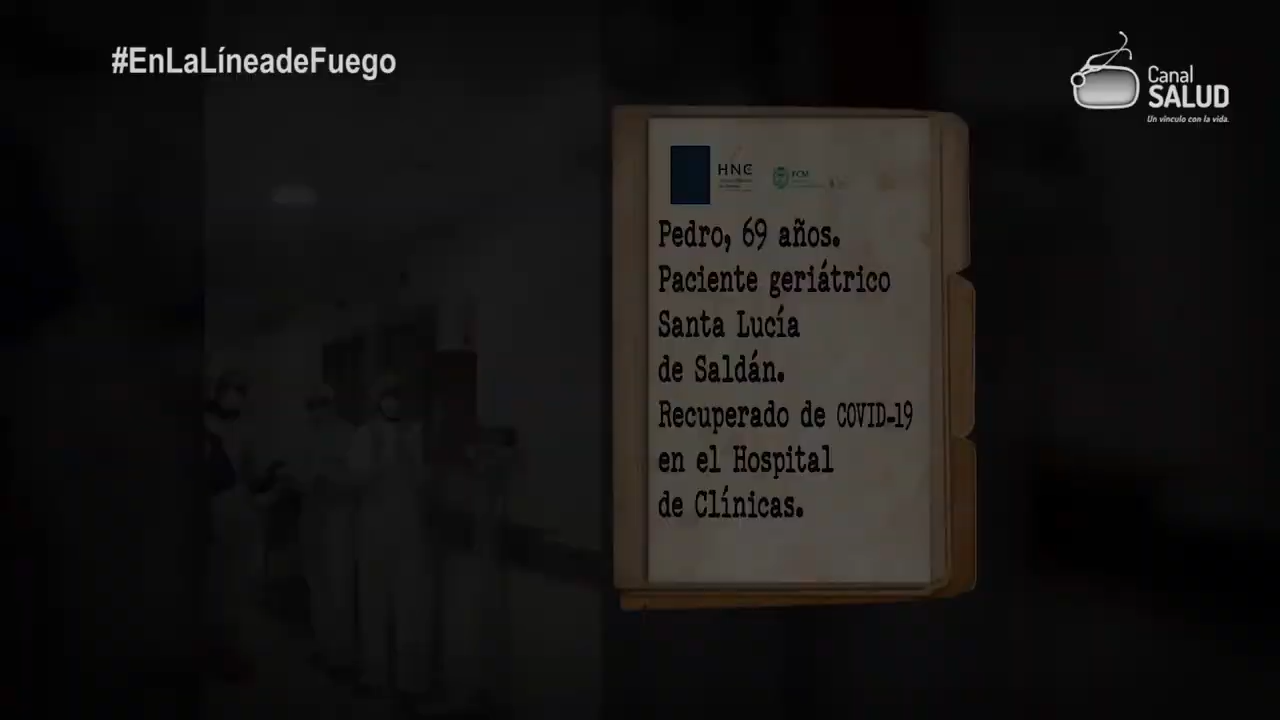 #EnLaLíneadeFuego
Canal
SALUD
Un vínculo con la vida.
HNC
FCM
Pedro, 69 años.
Paciente geriátrico
Santa Lucía
de Saldán.
Recuperado de COVID-19
en el Hospital
de Clínicas.